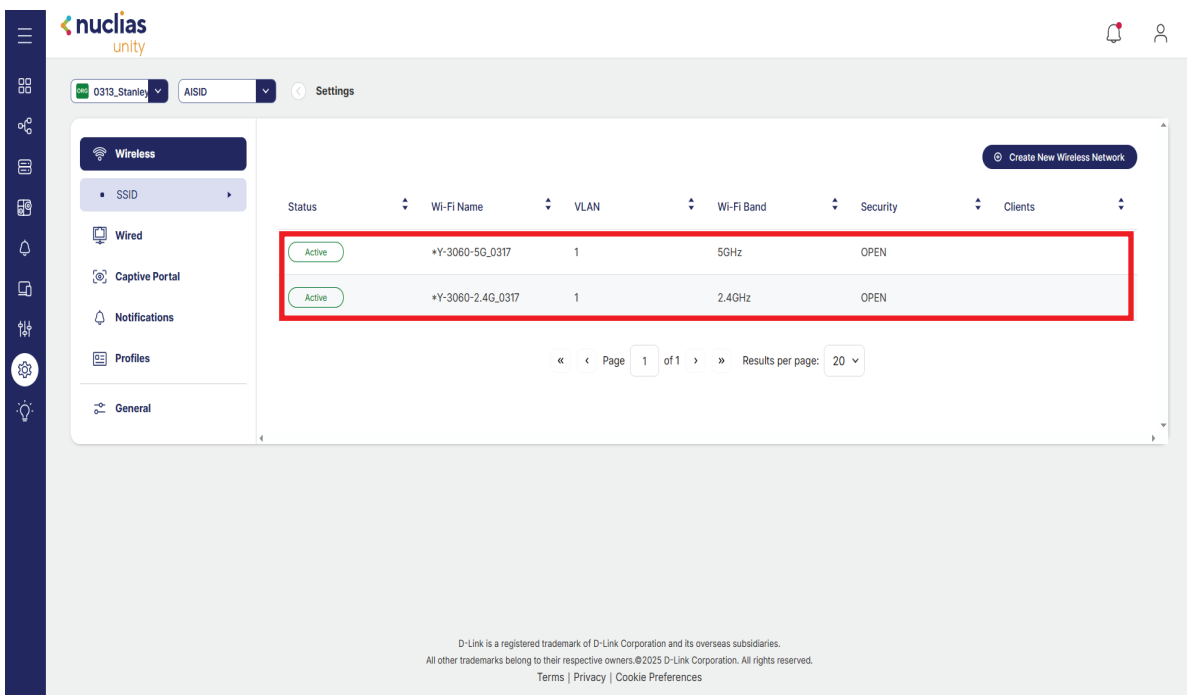 nuclias
unity
ORG 0313_Stanley AISID Settings
Wireless
Create New Wireless Network
SSID
Status Wi-Fi Name VLAN Wi-Fi Band Security Clients
Wired
Active *Y-3060-5G_0317 1 5GHz OPEN
Captive Portal
Active *Y-3060-2.4G_0317 1 2.4GHz OPEN
Notifications
Profiles
« ‹ Page 1 of 1 › » Results per page: 20
General
D-Link is a registered trademark of D-Link Corporation and its overseas subsidiaries.
All other trademarks belong to their respective owners.©2025 D-Link Corporation. All rights reserved.
Terms | Privacy | Cookie Preferences